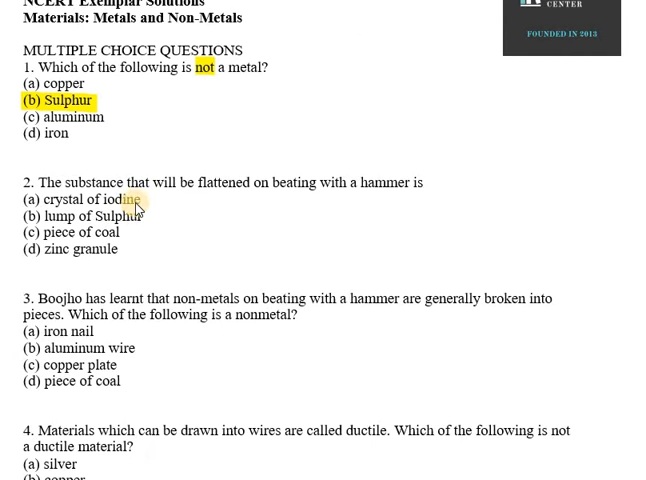 NCERT Exemplar Solutions
CENTER
Materials: Metals and Non-Metals
FOUNDED IN 2013
MULTIPLE CHOICE QUESTIONS
1. Which of the following is not a metal?
(a) copper
(b) Sulphur
(c) aluminum
(d) iron
2. The substance that will be flattened on beating with a hammer is
(a) crystal of iodine
(b) lump of Sulphur
(c) piece of coal
(d) zinc granule
3. Boojho has learnt that non-metals on beating with a hammer are generally broken into
pieces. Which of the following is a nonmetal?
(a) iron nail
(b) aluminum wire
(c) copper plate
(d) piece of coal
4. Materials which can be drawn into wires are called ductile. Which of the following is not
a ductile material?
(a) silver
(b) copper